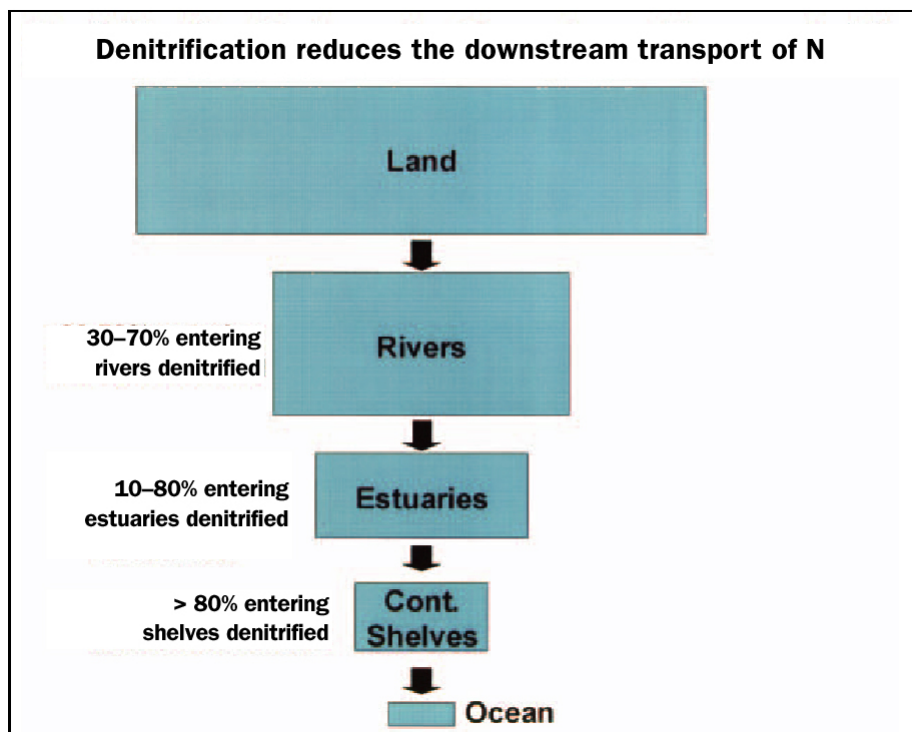 Denitrification reduces the downstream transport of N
Land
30–70% entering
rivers denitrified
Rivers
10–80% entering
estuaries denitrified
Estuaries
> 80% entering
shelves denitrified
Cont.
Shelves
Ocean